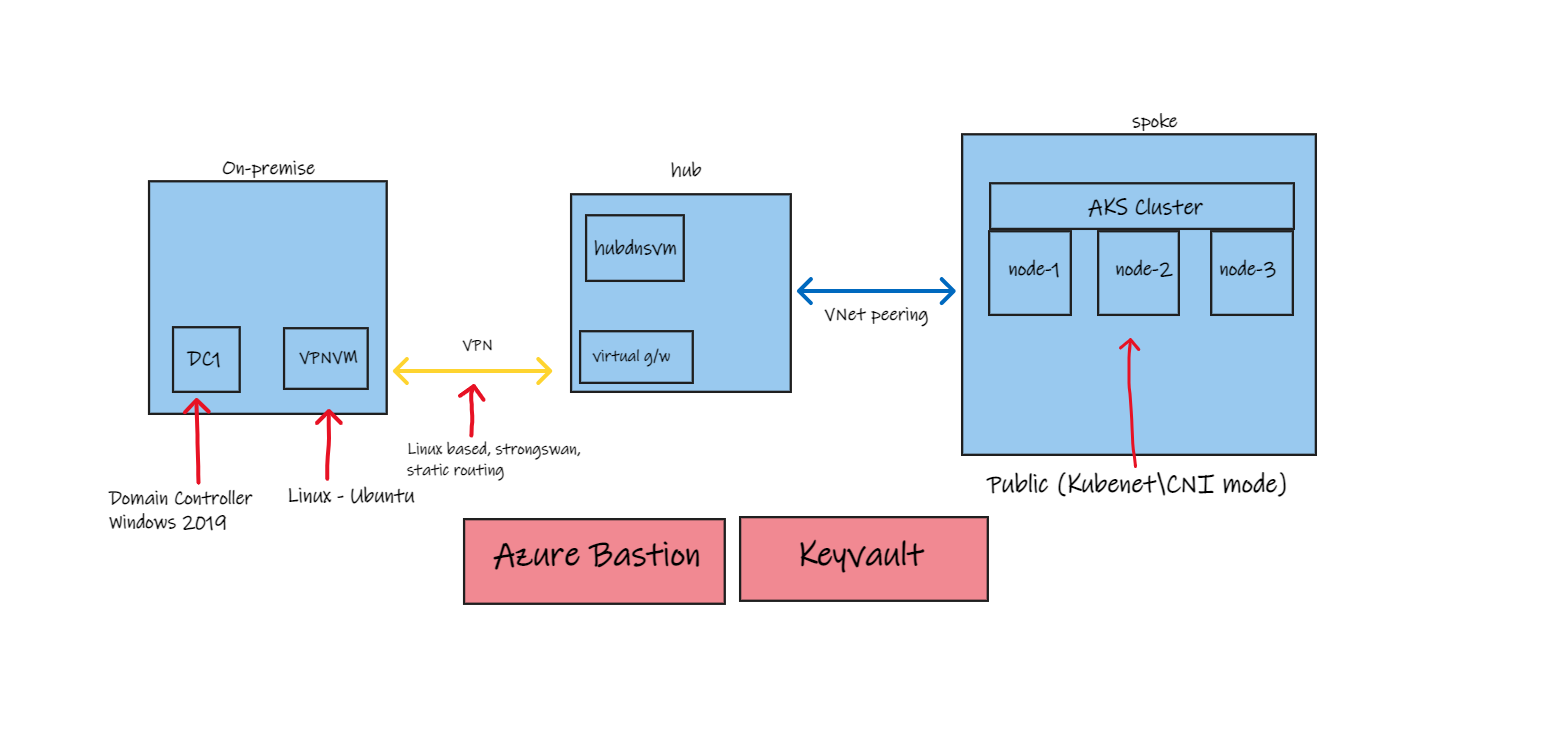 On-premise
DC1
VPNVM
Domain Controller
Windows 2019
Linux - Ubuntu
VPN
Linux based, strongswan,
static routing
hub
hubdnsvm
virtual g/w
VNet peering
spoke
AKS Cluster
node-1
node-2
node-3
Public (Kubenet\CNI mode)
Azure Bastion
Keyvault